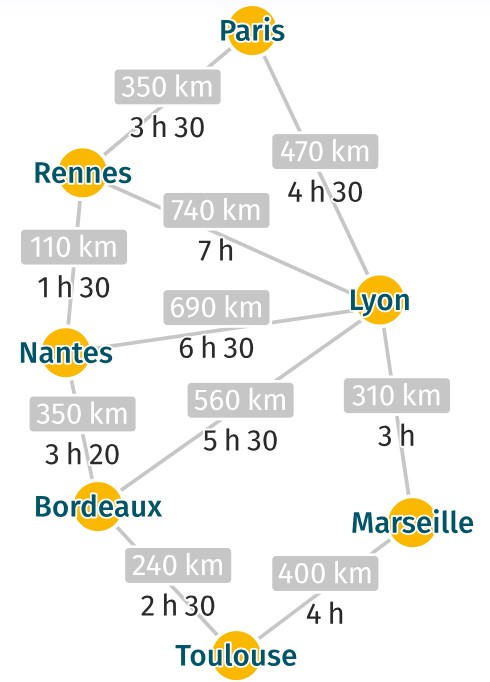 Paris
350 km
3 h 30
470 km
4 h 30
Rennes
740 km
7 h
110 km
1 h 30
Lyon
690 km
6 h 30
Nantes
560 km
5 h 30
310 km
3 h
350 km
3 h 20
Bordeaux
Marseille
240 km
2 h 30
400 km
4 h
Toulouse